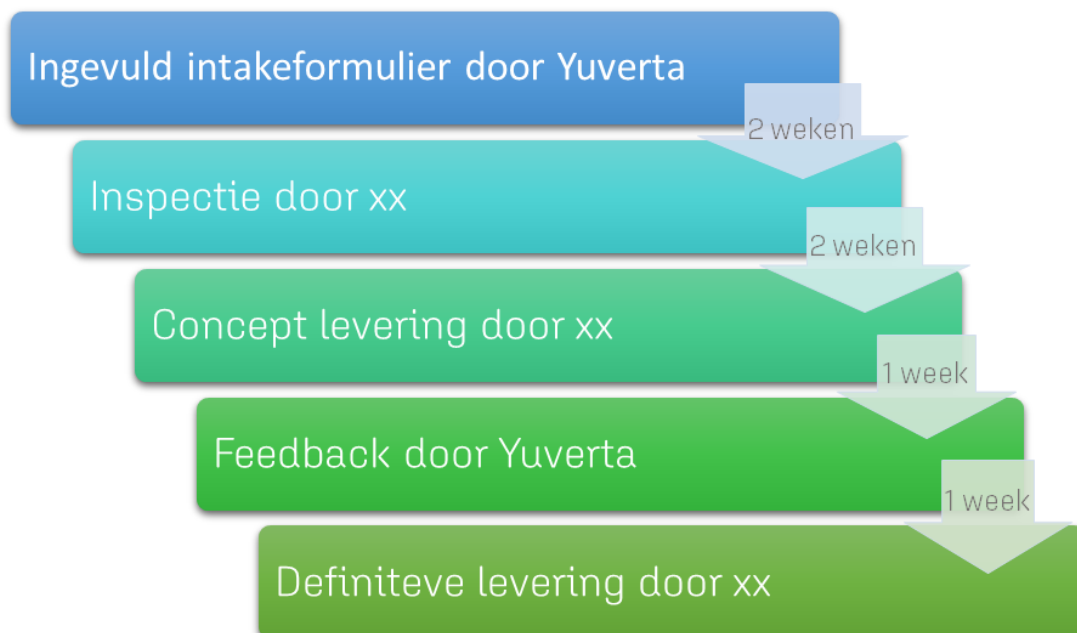 Ingevuld intakeformulier door Yuverta
2 weken
Inspectie door xx
2 weken
Concept levering door xx
1 week
Feedback door Yuverta
1 week
Definiteve levering door xx